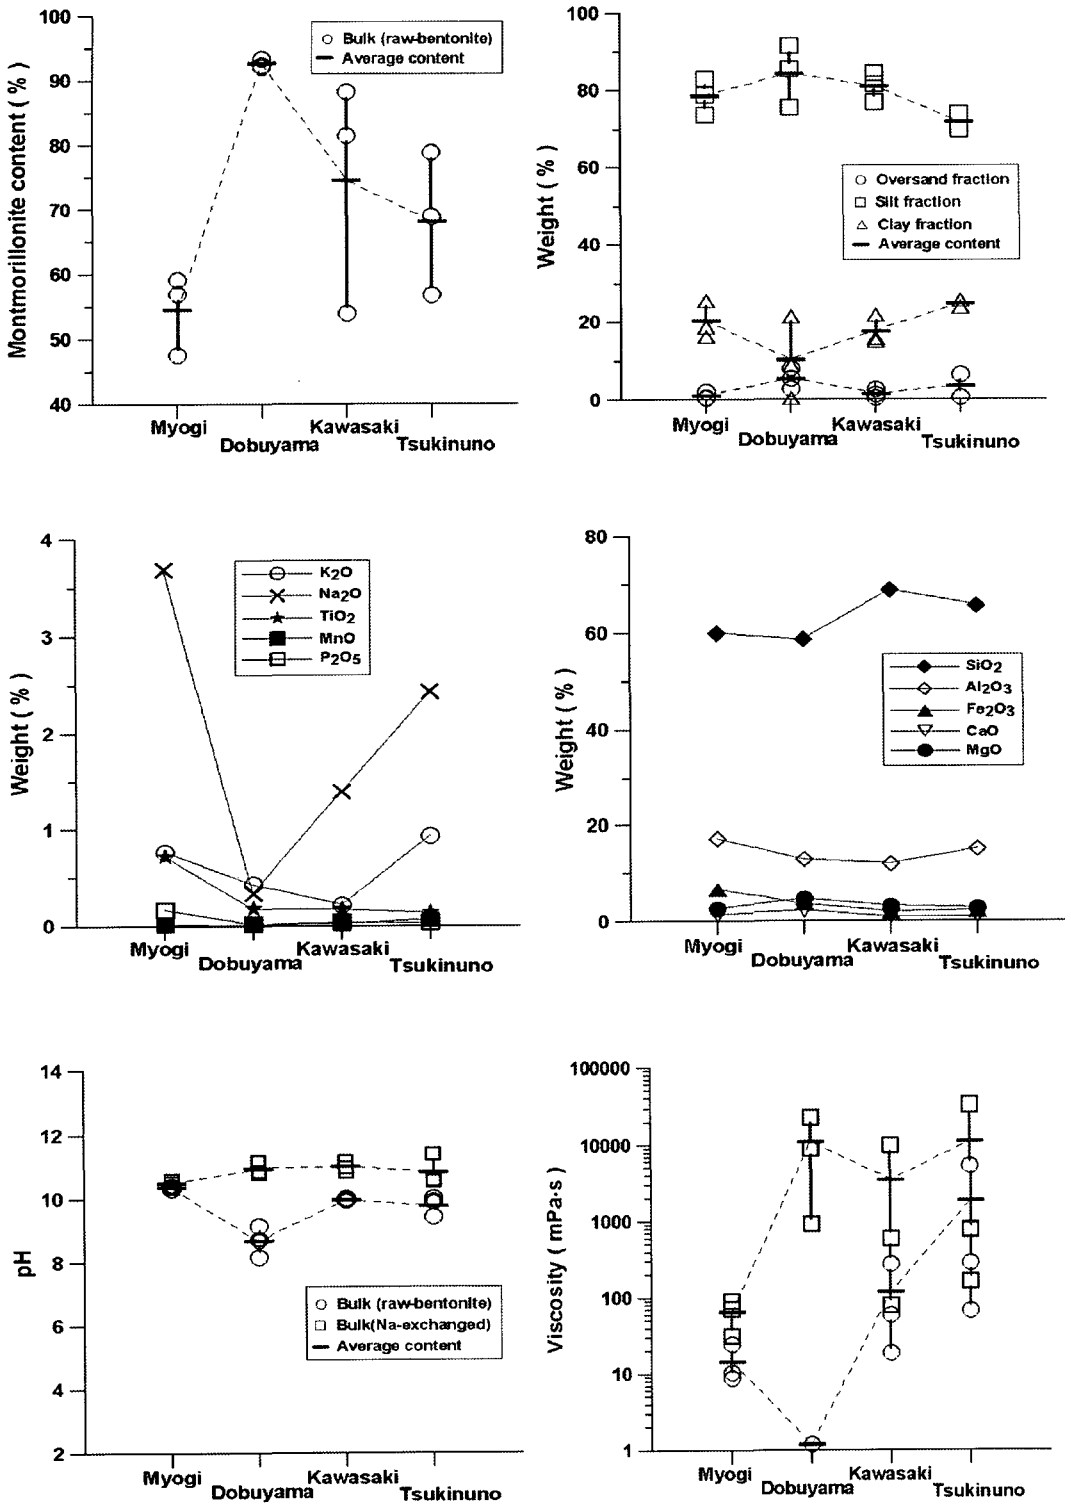 Montmorillonite content ( % )
100
90
80
70
60
50
40
Bulk (raw-bentonite)
Average content
Myogi
Dobuyama
Kawasaki
Tsukinuno
Weight ( % )
100
80
60
40
20
0
Oversand fraction
Silt fraction
Clay fraction
Average content
Myogi
Dobuyama
Kawasaki
Tsukinuno
Weight ( % )
4
3
2
1
0
K2O
Na2O
TiO2
MnO
P2O5
Myogi
Dobuyama
Kawasaki
Tsukinuno
Weight ( % )
80
60
40
20
0
SiO2
Al2O3
Fe2O3
CaO
MgO
Myogi
Dobuyama
Kawasaki
Tsukinuno
pH
14
12
10
8
6
4
2
Bulk (raw-bentonite)
Bulk(Na-exchanged)
Average content
Myogi
Dobuyama
Kawasaki
Tsukinuno
Viscosity ( mPa·s )
100000
10000
1000
100
10
1
Myogi
Dobuyama
Kawasaki
Tsukinuno